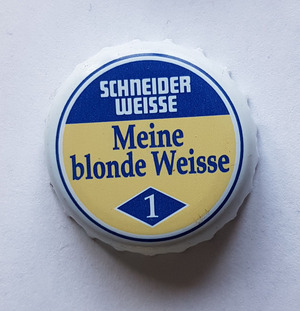 SCHNEIDER
WEISSE
Meine
blonde Weisse
1